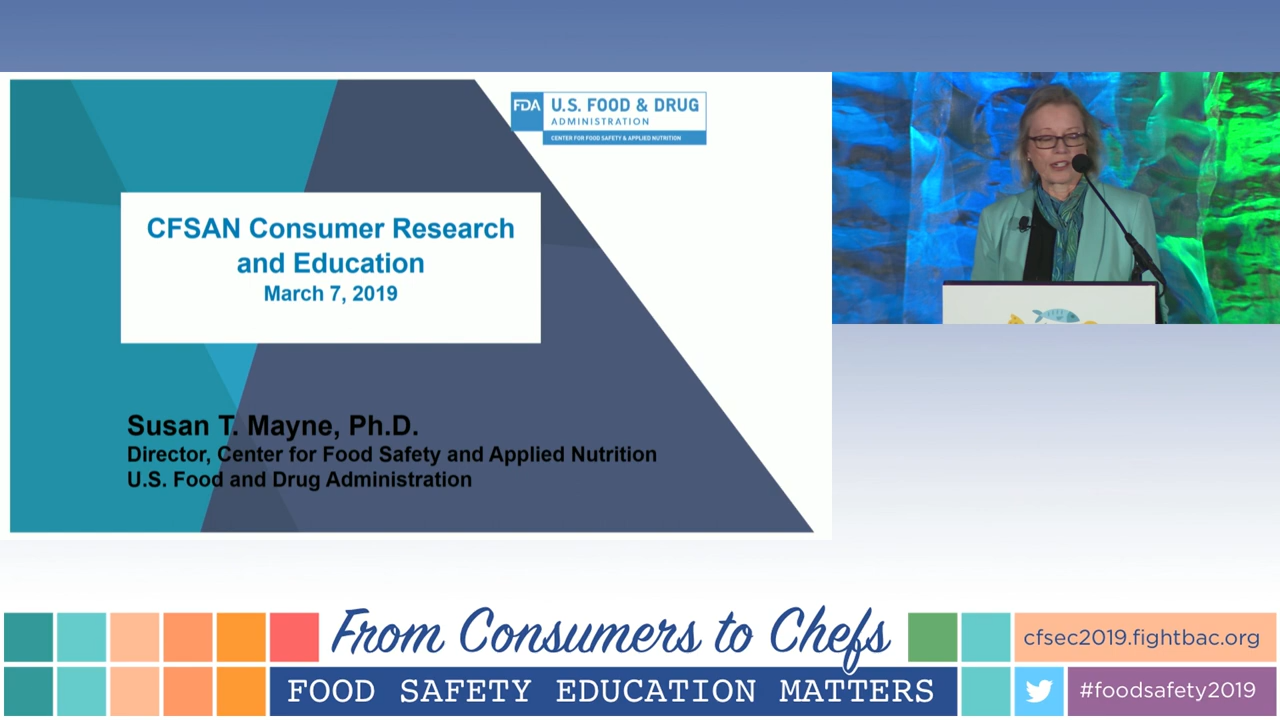 FDA U.S. FOOD & DRUG
ADMINISTRATION
CENTER FOR FOOD SAFETY & APPLIED NUTRITION
CFSAN Consumer Research
and Education
March 7, 2019
Susan T. Mayne, Ph.D.
Director, Center for Food Safety and Applied Nutrition
U.S. Food and Drug Administration
From Consumers to Chefs
FOOD SAFETY EDUCATION MATTERS
cfsec2019.fightbac.org
#foodsafety2019